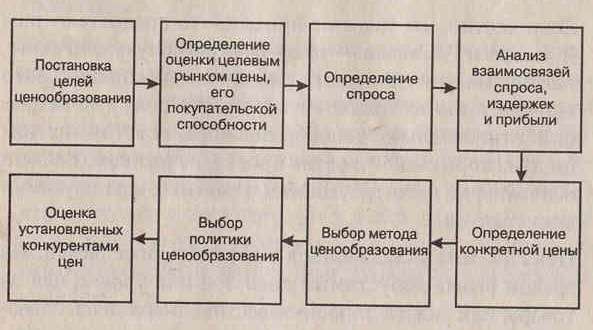 Постановка
целей
ценообразования
Определение
оценки целевым
рынком цены,
его
покупательской
способности
Определение
спроса
Анализ
взаимосвязей
спроса,
издержек
и прибыли
Определение
конкретной цены
Выбор метода
ценообразования
Выбор
политики
ценообразования
Оценка
установленных
конкурентами
цен